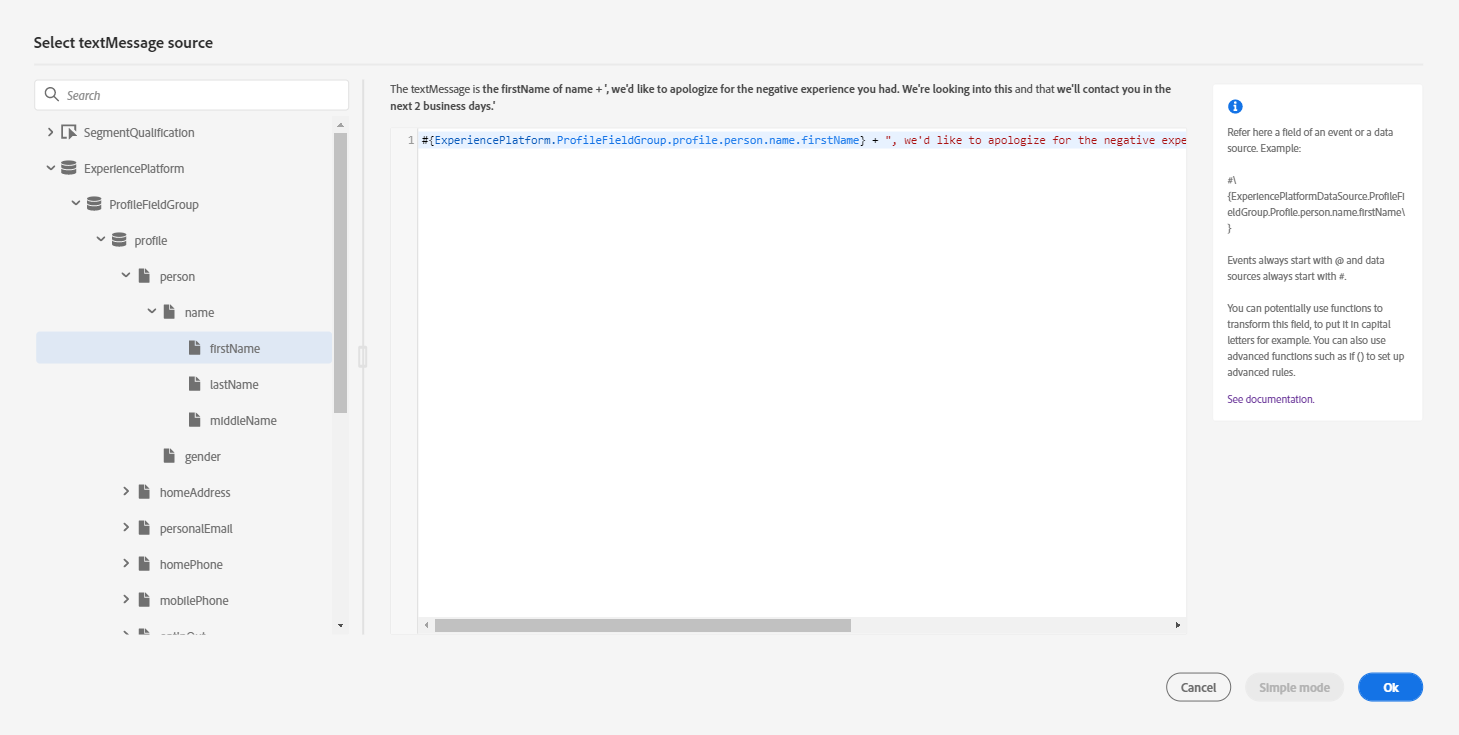 Select textMessage source
Search
SegmentQualification
ExperiencePlatform
ProfileFieldGroup
profile
person
name
firstName
lastName
middleName
gender
homeAddress
personalEmail
homePhone
mobilePhone
The textMessage is the firstName of name + ', we'd like to apologize for the negative experience you had. We're looking into this and that we'll contact you in the
next 2 business days.'
1 #{ExperiencePlatform.ProfileFieldGroup.profile.person.name.firstName} + ", we'd like to apologize for the negative expe
Refer here a field of an event or a data
source. Example:
#\
{ExperiencePlatformDataSource.ProfileFi
eldGroup.Profile.person.name.firstName\
}
Events always start with @ and data
sources always start with #.
You can potentially use functions to
transform this field, to put it in capital
letters for example. You can also use
advanced functions such as if () to set up
advanced rules.
See documentation.
Cancel
Simple mode
Ok